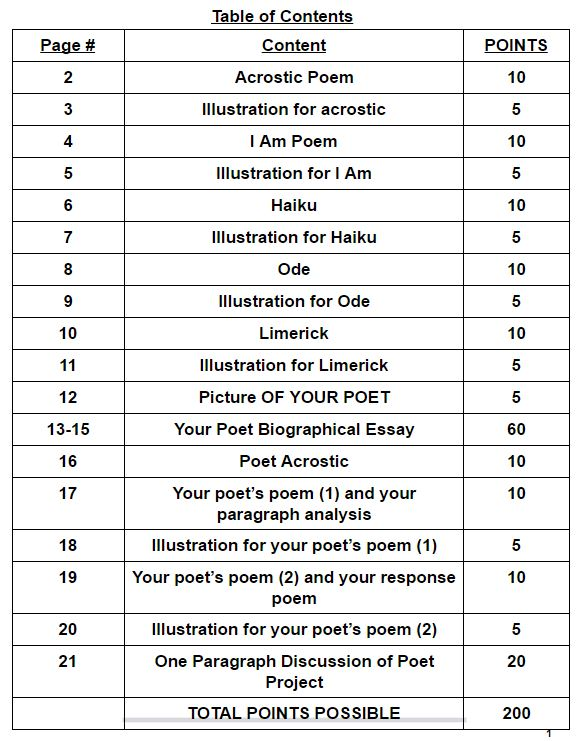 Table of Contents
Page # Content POINTS
2 Acrostic Poem 10
3 Illustration for acrostic 5
4 I Am Poem 10
5 Illustration for I Am 5
6 Haiku 10
7 Illustration for Haiku 5
8 Ode 10
9 Illustration for Ode 5
10 Limerick 10
11 Illustration for Limerick 5
12 Picture OF YOUR POET 5
13-15 Your Poet Biographical Essay 60
16 Poet Acrostic 10
17 Your poet’s poem (1) and your 10
paragraph analysis
18 Illustration for your poet’s poem (1) 5
19 Your poet’s poem (2) and your response 10
poem
20 Illustration for your poet’s poem (2) 5
21 One Paragraph Discussion of Poet 20
Project
TOTAL POINTS POSSIBLE 200
1